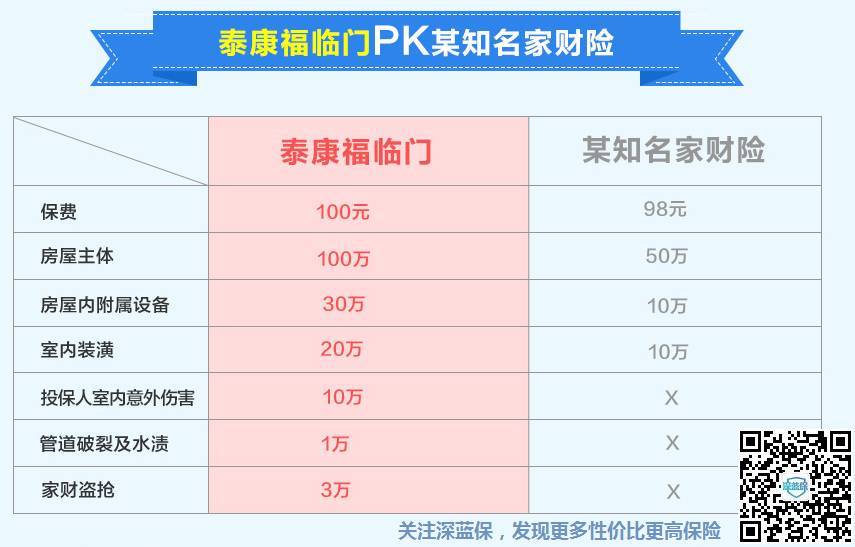 泰康福临门PK某知名家财险
泰康福临门 某知名家财险
保费 100元 98元
房屋主体 100万 50万
房屋内附属设备 30万 10万
室内装潢 20万 10万
投保人室内意外伤害 10万 X
管道破裂及水渍 1万 X
家财盗抢 3万 X
深蓝保
关注深蓝保，发现更多性价比更高保险